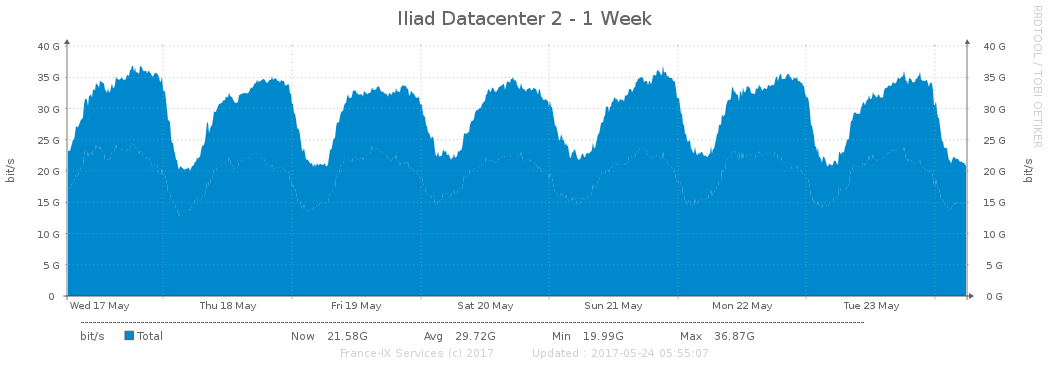 Iliad Datacenter 2 - 1 Week
RRDTOOL / TOBI OETIKER
40 G 40 G
35 G 35 G
30 G 30 G
25 G 25 G
20 G 20 G
15 G 15 G
10 G 10 G
5 G 5 G
0 0 G
bit/s bit/s
Wed 17 May Thu 18 May Fri 19 May Sat 20 May Sun 21 May Mon 22 May Tue 23 May
bit/s Total Now 21.58G Avg 29.72G Min 19.99G Max 36.87G
France-IX Services (c) 2017 Updated : 2017-05-24 05:55:07